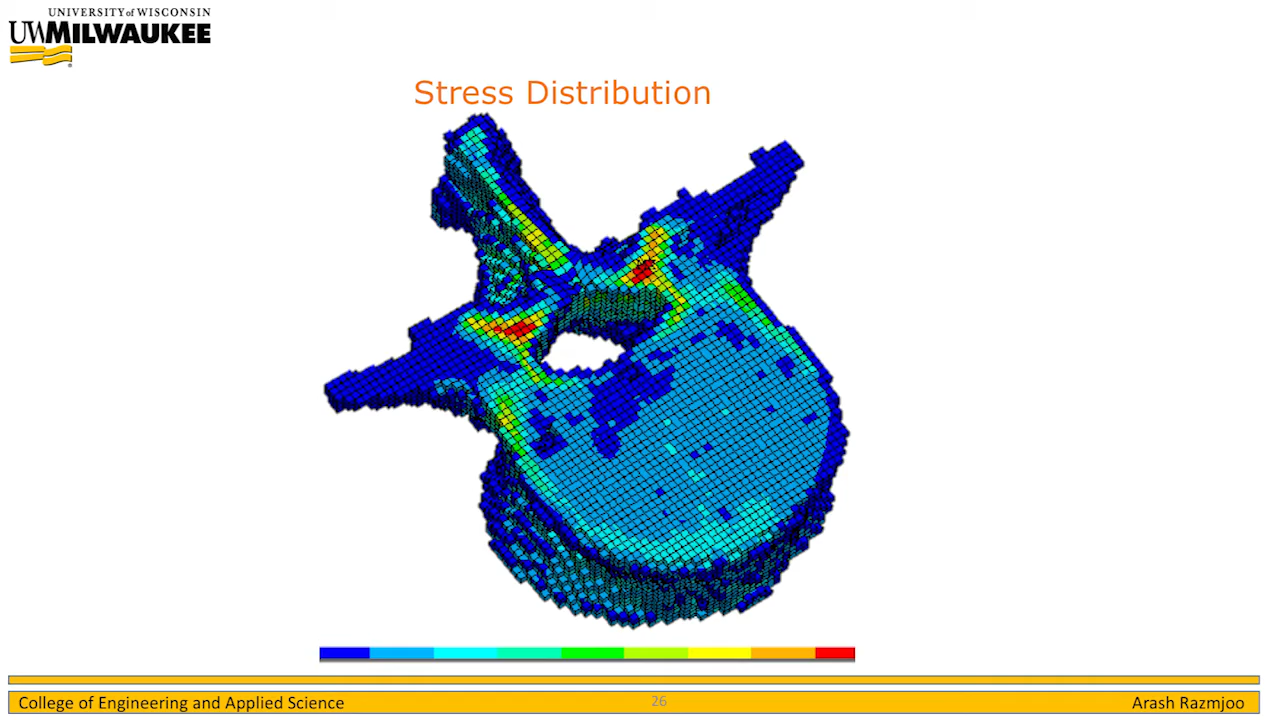 UNIVERSITY of WISCONSIN
UWMILWAUKEE
Stress Distribution
College of Engineering and Applied Science
26
Arash Razmjoo